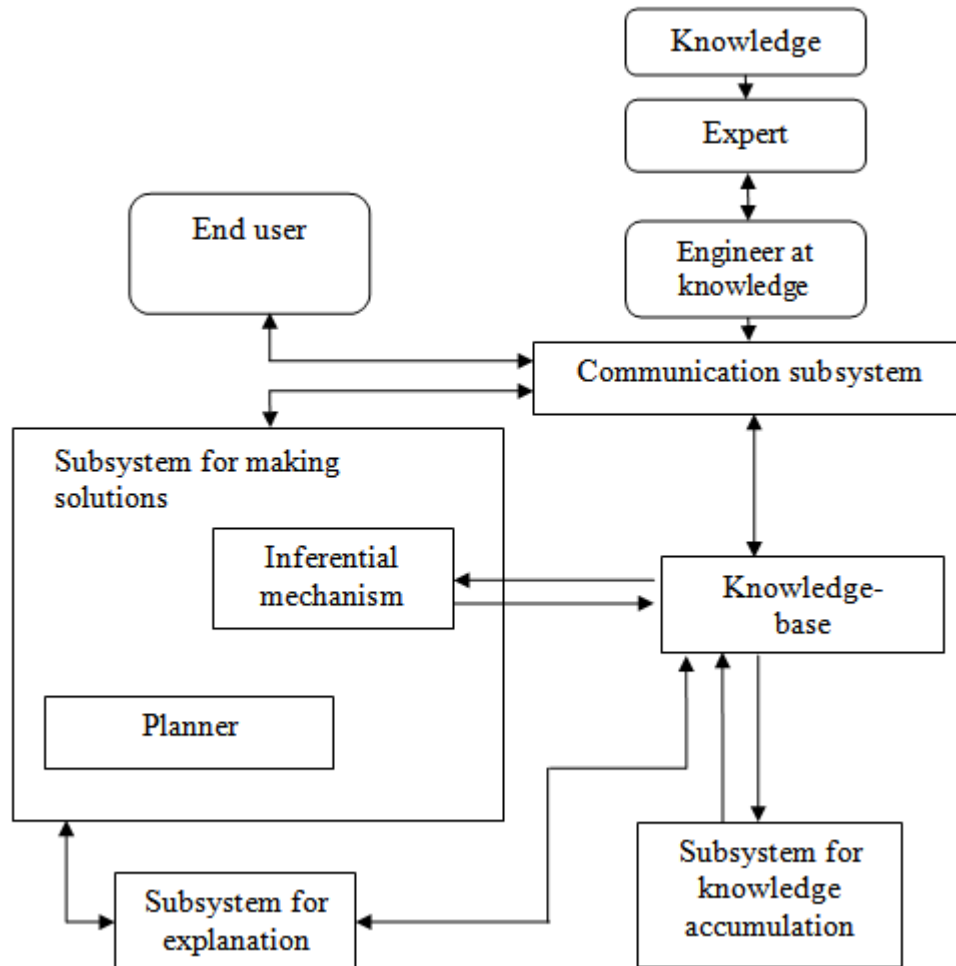 Knowledge
Expert
End user
Engineer at
knowledge
Communication subsystem
Subsystem for making
solutions
Inferential
mechanism
Knowledge-
base
Planner
Subsystem for
knowledge
accumulation
Subsystem for
explanation